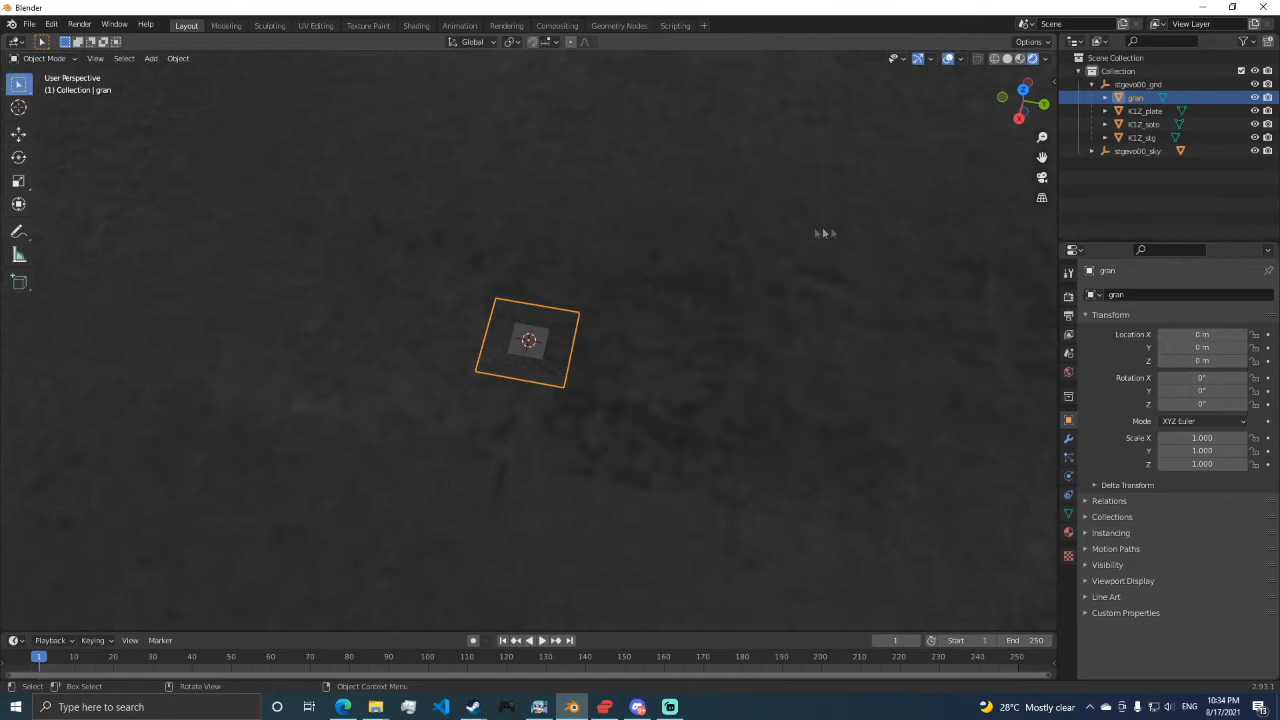 Blender
File Edit Render Window Help
Layout Modeling Sculpting UV Editing Texture Paint Shading Animation Rendering Compositing Geometry Nodes Scripting
Scene
View Layer
Global
Options
Object Mode View Select Add Object
User Perspective
(1) Collection | gran
Z
Y
X
Scene Collection
Collection
stgevo00_gnd
gran
K1Z_plate
K1Z_soto
K1Z_stg
stgevo00_sky
gran
gran
Transform
Location X 0 m
Y 0 m
Z 0 m
Rotation X 0°
Y 0°
Z 0°
Mode XYZ Euler
Scale X 1.000
Y 1.000
Z 1.000
Delta Transform
Relations
Collections
Instancing
Motion Paths
Visibility
Viewport Display
Line Art
Custom Properties
Playback Keying View Marker
1 Start 1 End 250
1 10 20 30 40 50 60 70 80 90 100 110 120 130 140 150 160 170 180 190 200 210 220 230 240 250
Select Box Select Rotate View Object Context Menu 2.93.1
Type here to search
28°C Mostly clear
ENG
10:34 PM
8/17/2021